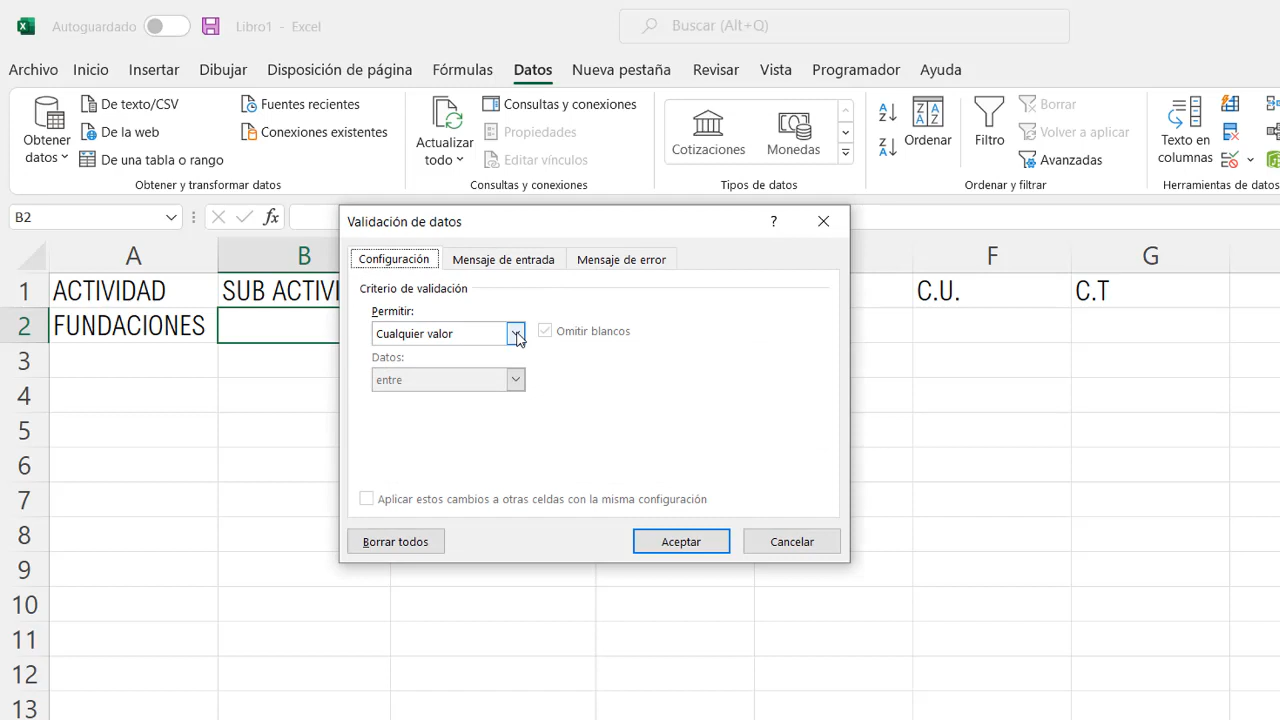 Autoguardado Libro1 - Excel Buscar (Alt+Q)
Archivo Inicio Insertar Dibujar Disposición de página Fórmulas Datos Nueva pestaña Revisar Vista Programador Ayuda
Obtener datos
De texto/CSV
De la web
De una tabla o rango
Fuentes recientes
Conexiones existentes
Obtener y transformar datos
Actualizar todo
Consultas y conexiones
Propiedades
Editar vínculos
Consultas y conexiones
Cotizaciones Monedas
Tipos de datos
Ordenar
Filtro
Borrar
Volver a aplicar
Avanzadas
Ordenar y filtrar
Texto en columnas
Herramientas de datos
B2 fx
Validación de datos ?
Configuración Mensaje de entrada Mensaje de error
Criterio de validación
Permitir:
Cualquier valor Omitir blancos
Datos:
entre
Aplicar estos cambios a otras celdas con la misma configuración
Borrar todos Aceptar Cancelar
A B F G
1 ACTIVIDAD SUB ACTIVI C.U. C.T
2 FUNDACIONES
3
4
5
6
7
8
9
10
11
12
13